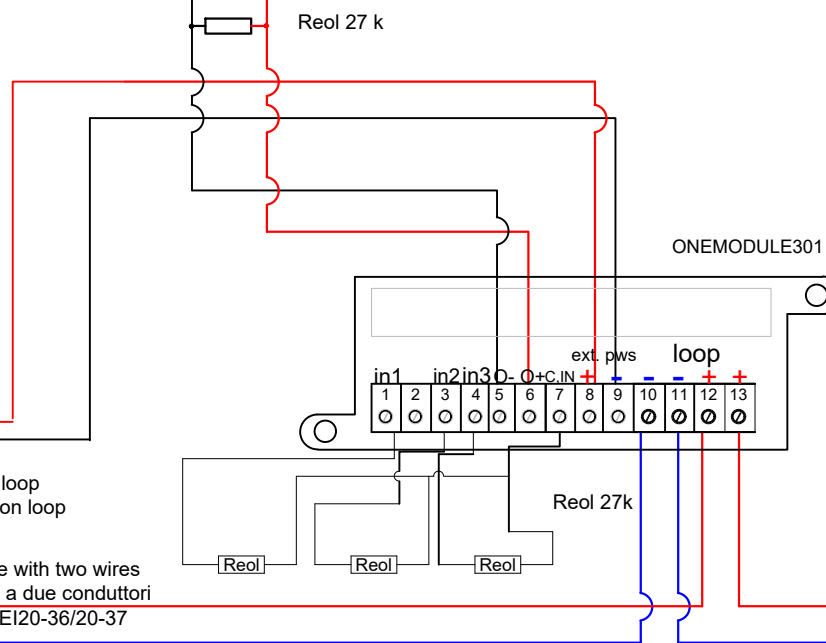 Reol 27 k
ONEMODULE301
ext. pws
loop
in1 in2 in3 O- O+ C,IN + - - - + +
1 2 3 4 5 6 7 8 9 10 11 12 13
loop
on loop
Reol 27k
Reol Reol Reol
e with two wires
a due conduttori
EI20-36/20-37